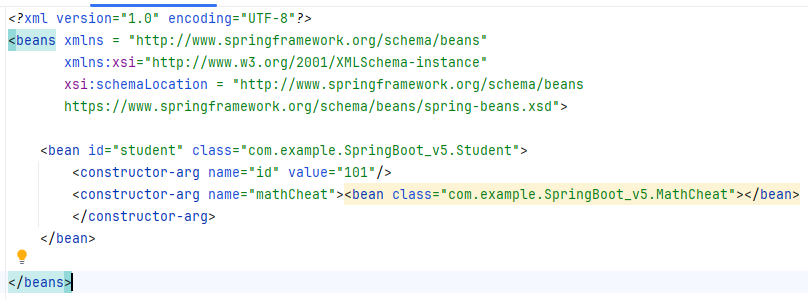 <?xml version="1.0" encoding="UTF-8"?>
<beans xmlns = "http://www.springframework.org/schema/beans"
xmlns:xsi="http://www.w3.org/2001/XMLSchema-instance"
xsi:schemaLocation = "http://www.springframework.org/schema/beans
https://www.springframework.org/schema/beans/spring-beans.xsd">
<bean id="student" class="com.example.SpringBoot_v5.Student">
<constructor-arg name="id" value="101"/>
<constructor-arg name="mathCheat"><bean class="com.example.SpringBoot_v5.MathCheat"></bean>
</constructor-arg>
</bean>
</beans>